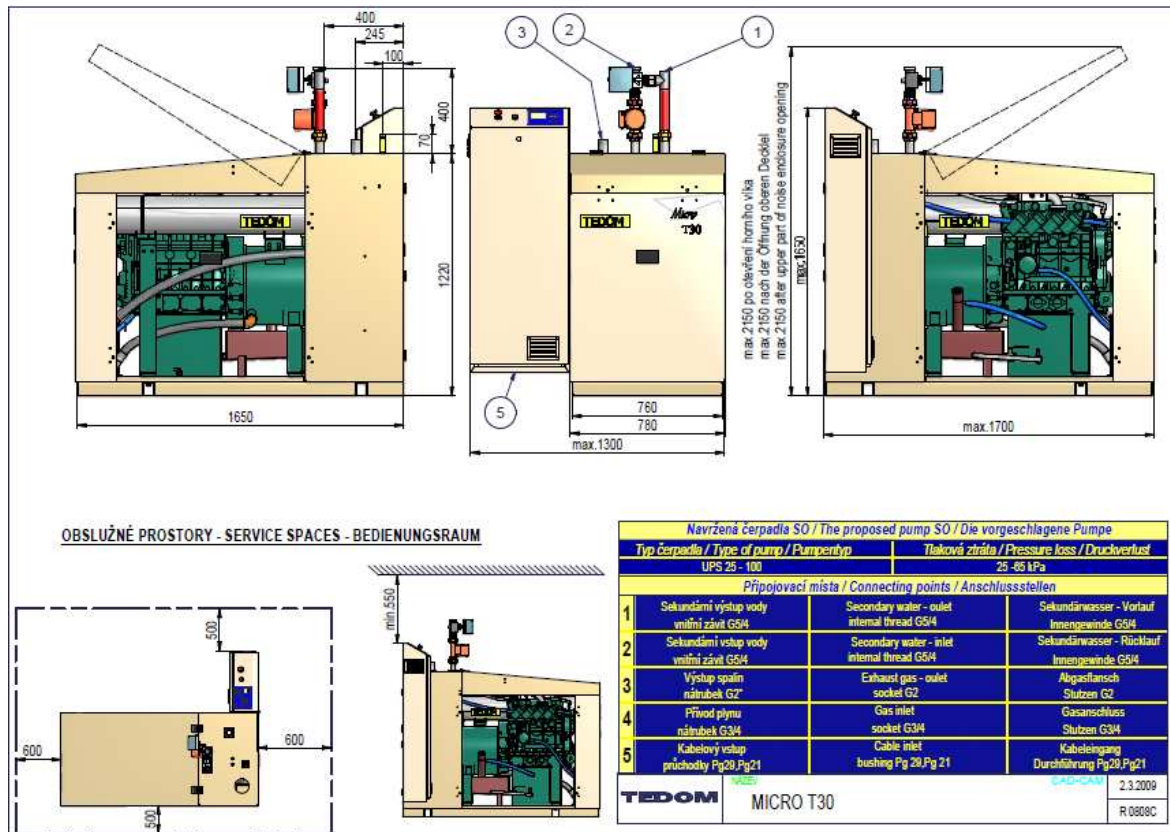 400
245
100
3
2
1
400
70
1220
1650
TEDOM
TEDOM
Micro
T30
5
760
780
max.1300
max.2150 po otevření horního víka
max.2150 nach der Öffnung oberen Deckiel
max.2150 after upper part of noise enclosure opening
max.1650
TEDOM
max.1700
OBSLUŽNÉ PROSTORY - SERVICE SPACES - BEDIENUNGSRAUM
500
600
600
500
min.550
Navržená čerpadla SO / The proposed pump SO / Die vorgeschlagene Pumpe
Typ čerpadla / Type of pump / Pumpentyp Tlaková ztráta / Pressure loss / Druckverlust
UPS 25 - 100 25 -65 kPa
Připojovací místa / Connecting points / Anschlussstellen
1 Sekundární výstup vody Secondary water - oulet Sekundärwasser - Vorlauf
vnitřní závit G5/4 internal thread G5/4 Innengewinde G5/4
2 Sekundární vstup vody Secondary water - inlet Sekundärwasser - Rücklauf
vnitřní závit G5/4 internal thread G5/4 Innengewinde G5/4
3 Výstup spalin Exhaust gas - oulet Abgasflansch
nátrubek G2" socket G2 Stutzen G2
4 Přívod plynu Gas inlet Gasanschluss
nátrubek G3/4 socket G3/4 Stutzen G3/4
5 Kabelový vstup Cable inlet Kabeleingang
průchodky Pg29,Pg21 bushing Pg 29,Pg 21 Durchführung Pg29,Pg21
TEDOM
NÁZEV
MICRO T30
CAD-CAM
2.3.2009
R 0808C